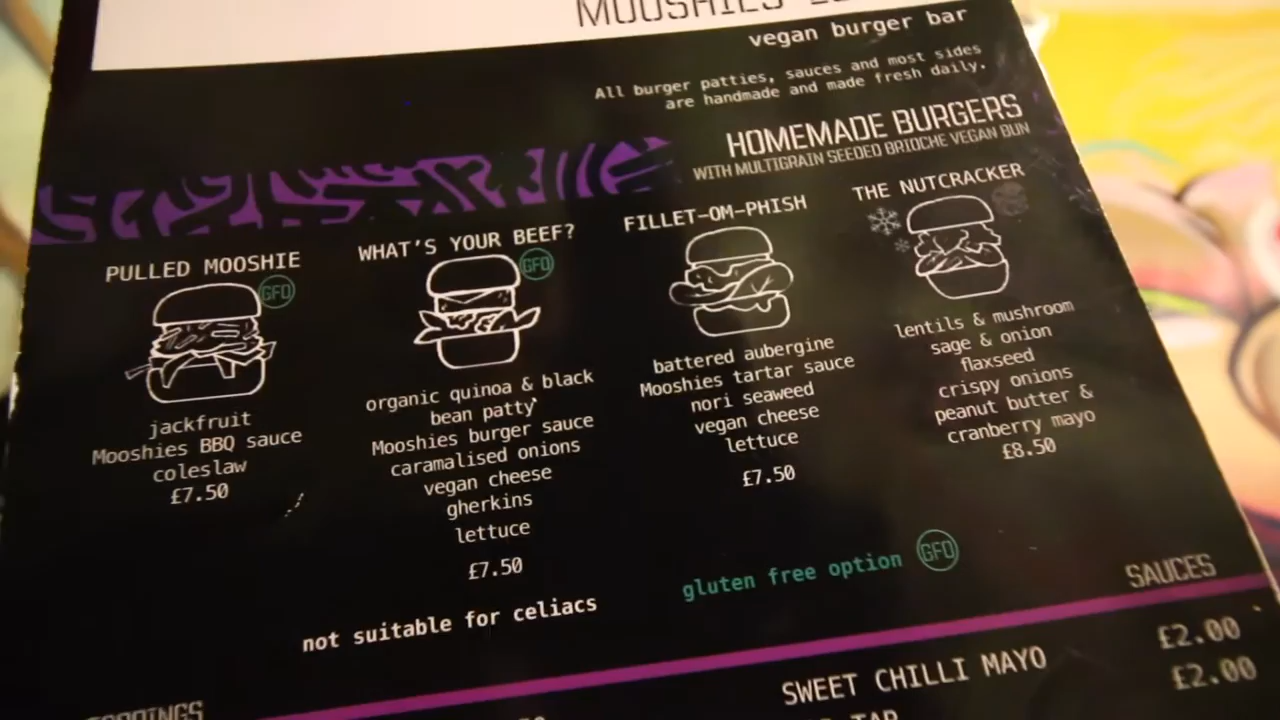 MOOSHIES
vegan burger bar
All burger patties, sauces and most sides
are handmade and made fresh daily.
HOMEMADE BURGERS
WITH MULTIGRAIN SEEDED BRIOCHE VEGAN BUN
PULLED MOOSHIE
GFO
jackfruit
Mooshies BBQ sauce
coleslaw
£7.50
WHAT'S YOUR BEEF?
GFO
organic quinoa & black
bean patty
Mooshies burger sauce
caramalised onions
vegan cheese
gherkins
lettuce
£7.50
FILLET-OM-PHISH
battered aubergine
Mooshies tartar sauce
nori seaweed
vegan cheese
lettuce
£7.50
THE NUTCRACKER
lentils & mushroom
sage & onion
flaxseed
crispy onions
peanut butter &
cranberry mayo
£8.50
not suitable for celiacs
gluten free option GFO
SAUCES
SWEET CHILLI MAYO £2.00
£2.00